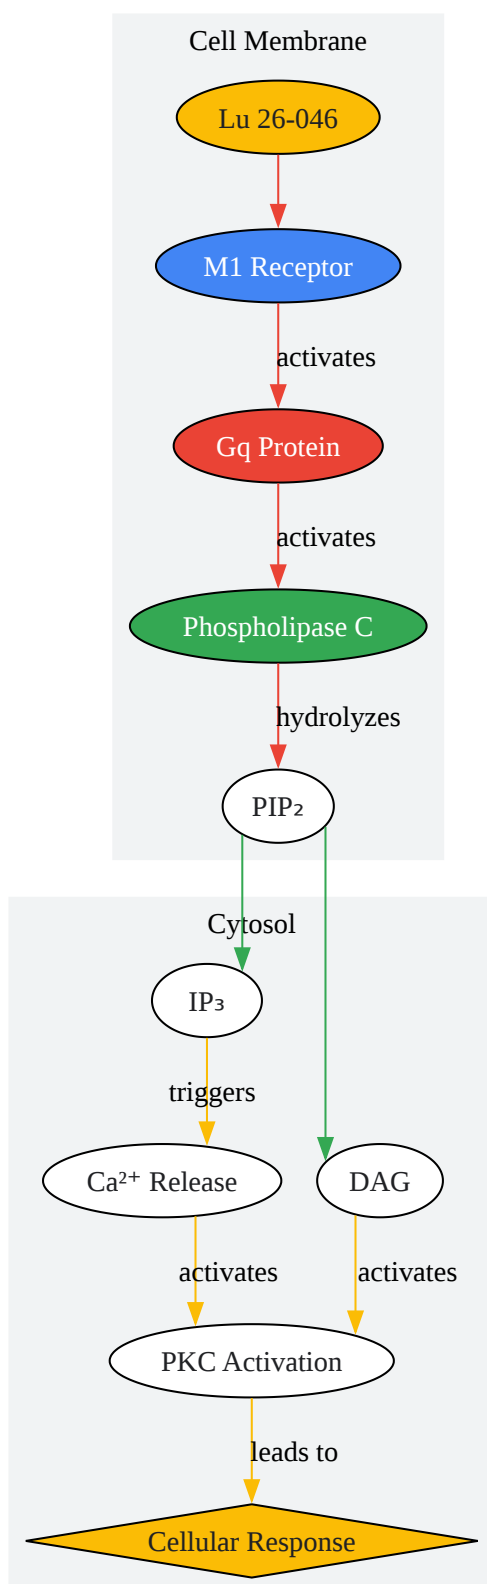 Cell Membrane
Lu 26-046
M1 Receptor
activates
Gq Protein
activates
Phospholipase C
hydrolyzes
PIP₂
Cytosol
IP₃
triggers
Ca²⁺ Release
DAG
activates
activates
PKC Activation
leads to
Cellular Response